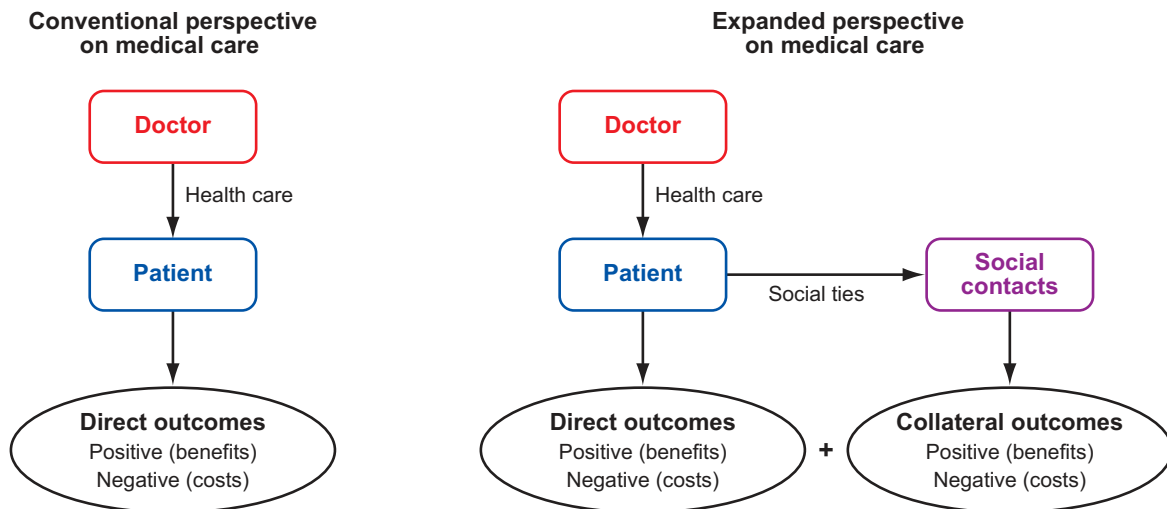 Conventional perspective
on medical care
Doctor
Health care
Patient
Direct outcomes
Positive (benefits)
Negative (costs)
Expanded perspective
on medical care
Doctor
Health care
Patient
Social ties
Social
contacts
Direct outcomes
Positive (benefits)
Negative (costs)
+
Collateral outcomes
Positive (benefits)
Negative (costs)